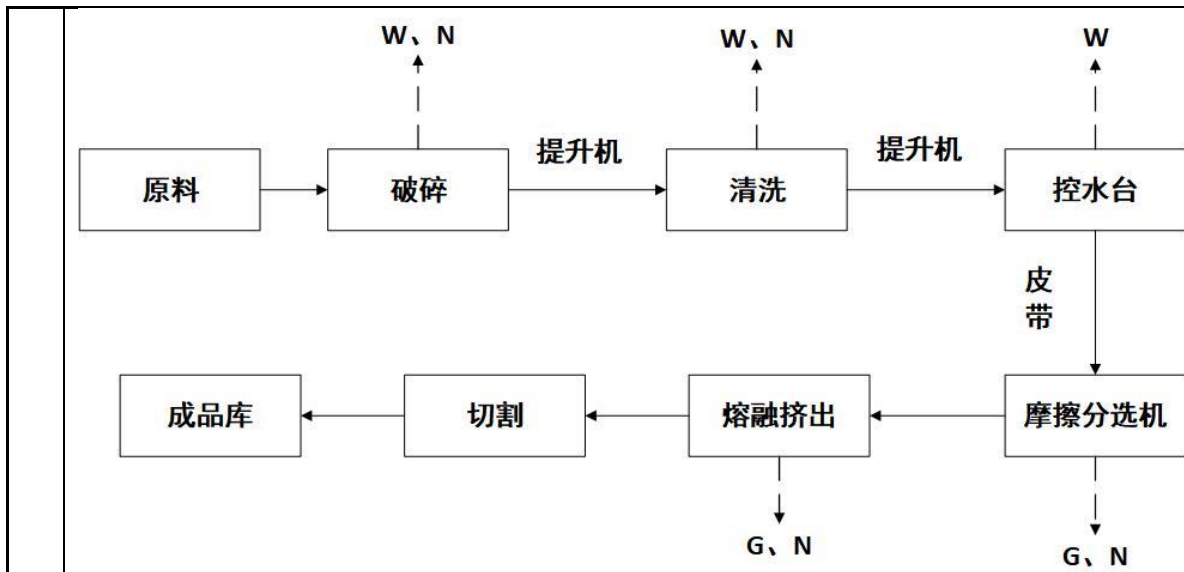 W、N
W、N
W
提升机
提升机
原料
破碎
清洗
控水台
皮
带
成品库
切割
熔融挤出
摩擦分选机
G、N
G、N